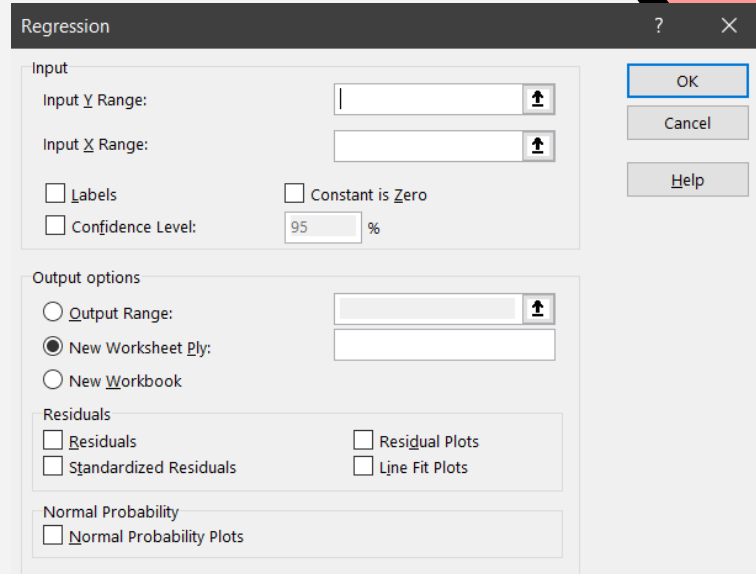 Regression ?
Input
Input Y Range:
Input X Range:
Labels Constant is Zero
Confidence Level: 95 %
Output options
Output Range:
New Worksheet Ply:
New Workbook
Residuals
Residuals Residual Plots
Standardized Residuals Line Fit Plots
Normal Probability
Normal Probability Plots
OK
Cancel
Help